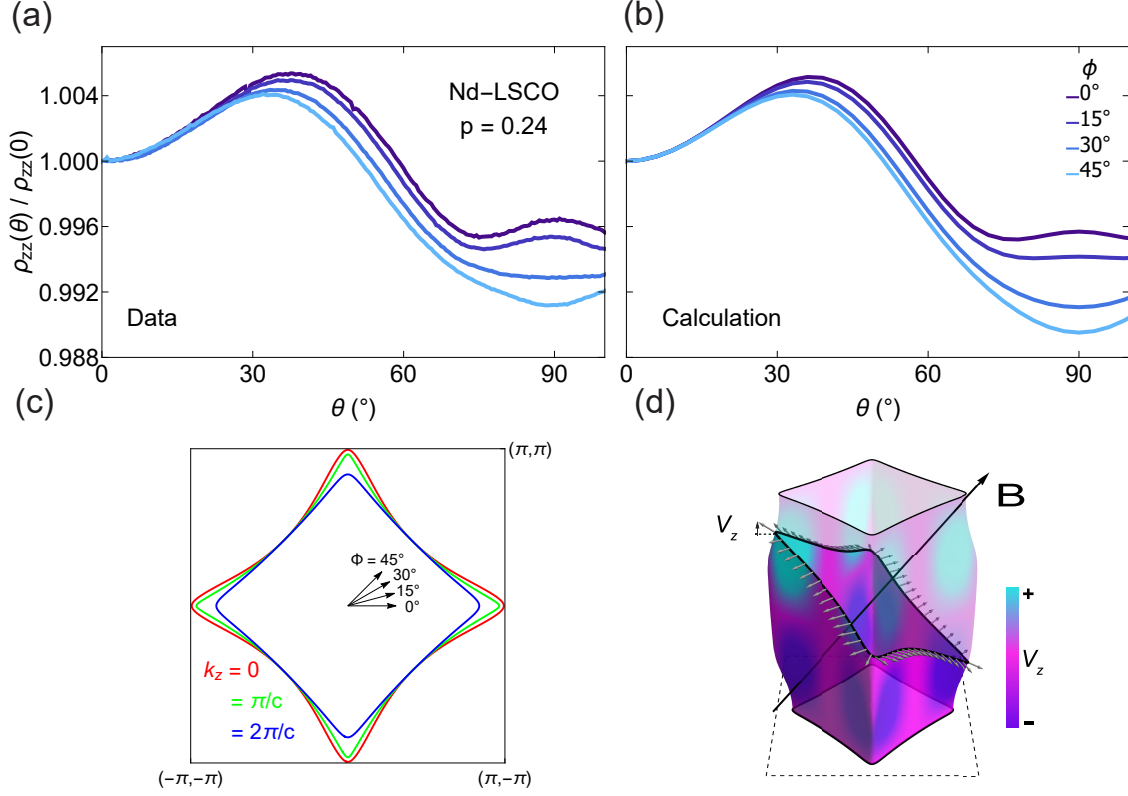 (a)
ρzz(θ) / ρzz(0)
1.004
1.000
0.996
0.992
0.988
Nd−LSCO
p = 0.24
Data
0
30
60
90
θ (°)
(b)
ϕ
0°
15°
30°
45°
Calculation
0
30
60
90
θ (°)
(c)
(π,π)
Φ = 45°
30°
15°
0°
kz = 0
= π/c
= 2π/c
(−π,−π)
(π,−π)
(d)
B
Vz
+
Vz
−